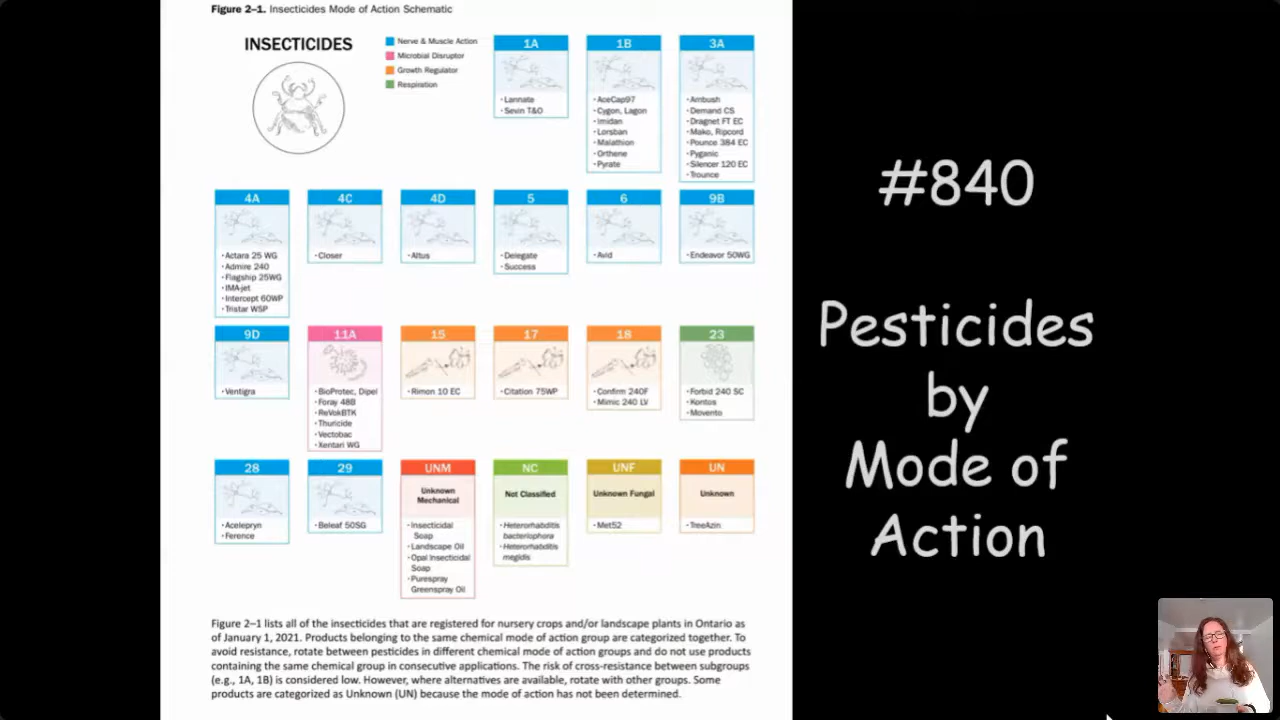 Figure 2–1. Insecticides Mode of Action Schematic
INSECTICIDES
Nerve & Muscle Action
Microbial Disruptor
Growth Regulator
Respiration
1A
• Lannate
• Sevin T&O
1B
• AceCap97
• Cygon, Lagon
• Imidan
• Lorsban
• Malathion
• Orthene
• Pyrate
3A
• Ambush
• Demand CS
• Dragnet FT EC
• Mako, Ripcord
• Pounce 384 EC
• Pyganic
• Silencer 120 EC
• Trounce
4A
• Actara 25 WG
• Admire 240
• Flagship 25WG
• IMA-jet
• Intercept 60WP
• Tristar WSP
4C
• Closer
4D
• Altus
5
• Delegate
• Success
6
• Avid
9B
• Endeavor 50WG
9D
• Ventigra
11A
• BioProtec, Dipel
• Foray 48B
• ReVokBTK
• Thuricide
• Vectobac
• Xentari WG
15
• Rimon 10 EC
17
• Citation 75WP
18
• Confirm 240F
• Mimic 240 LV
23
• Forbid 240 SC
• Kontos
• Movento
28
• Acelepryn
• Ference
29
• Beleaf 50SG
UNM
Unknown
Mechanical
• Insecticidal
Soap
• Landscape Oil
• Opal Insecticidal
Soap
• Purespray
Greenspray Oil
NC
Not Classified
• Heterorhabditis
bacteriophora
• Heterorhabditis
megidis
UNF
Unknown Fungal
• Met52
UN
Unknown
• TreeAzin
Figure 2–1 lists all of the insecticides that are registered for nursery crops and/or landscape plants in Ontario as
of January 1, 2021. Products belonging to the same chemical mode of action group are categorized together. To
avoid resistance, rotate between pesticides in different chemical mode of action groups and do not use products
containing the same chemical group in consecutive applications. The risk of cross-resistance between subgroups
(e.g., 1A, 1B) is considered low. However, where alternatives are available, rotate with other groups. Some
products are categorized as Unknown (UN) because the mode of action has not been determined.
#840
Pesticides
by
Mode of
Action